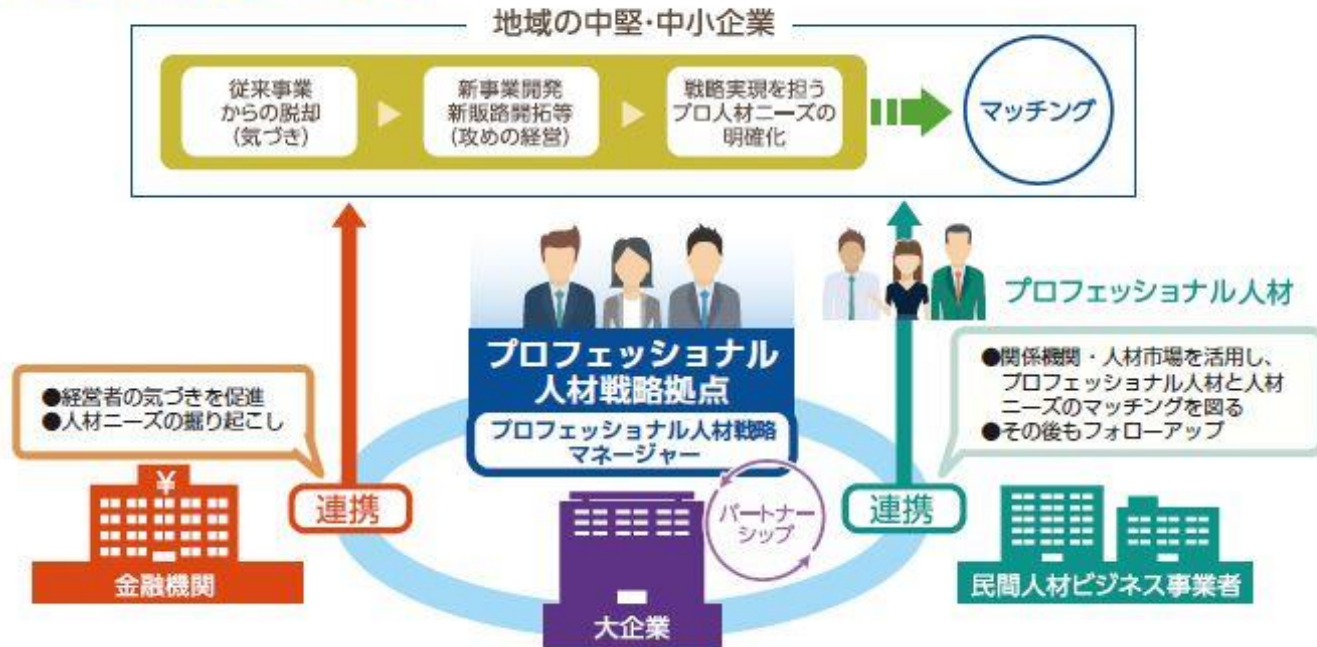 地域の中堅・中小企業
従来事業
からの脱却
(気づき)
新事業開発
新販路開拓等
(攻めの経営)
戦略実現を担う
プロ人材ニーズの
明確化
マッチング
プロフェッショナル人材
プロフェッショナル
人材戦略拠点
プロフェッショナル人材戦略
マネージャー
●経営者の気づきを促進
●人材ニーズの掘り起こし
●関係機関・人材市場を活用し、
プロフェッショナル人材と人材
ニーズのマッチングを図る
●その後もフォローアップ
¥
連携
パートナー
シップ
連携
金融機関
大企業
民間人材ビジネス事業者